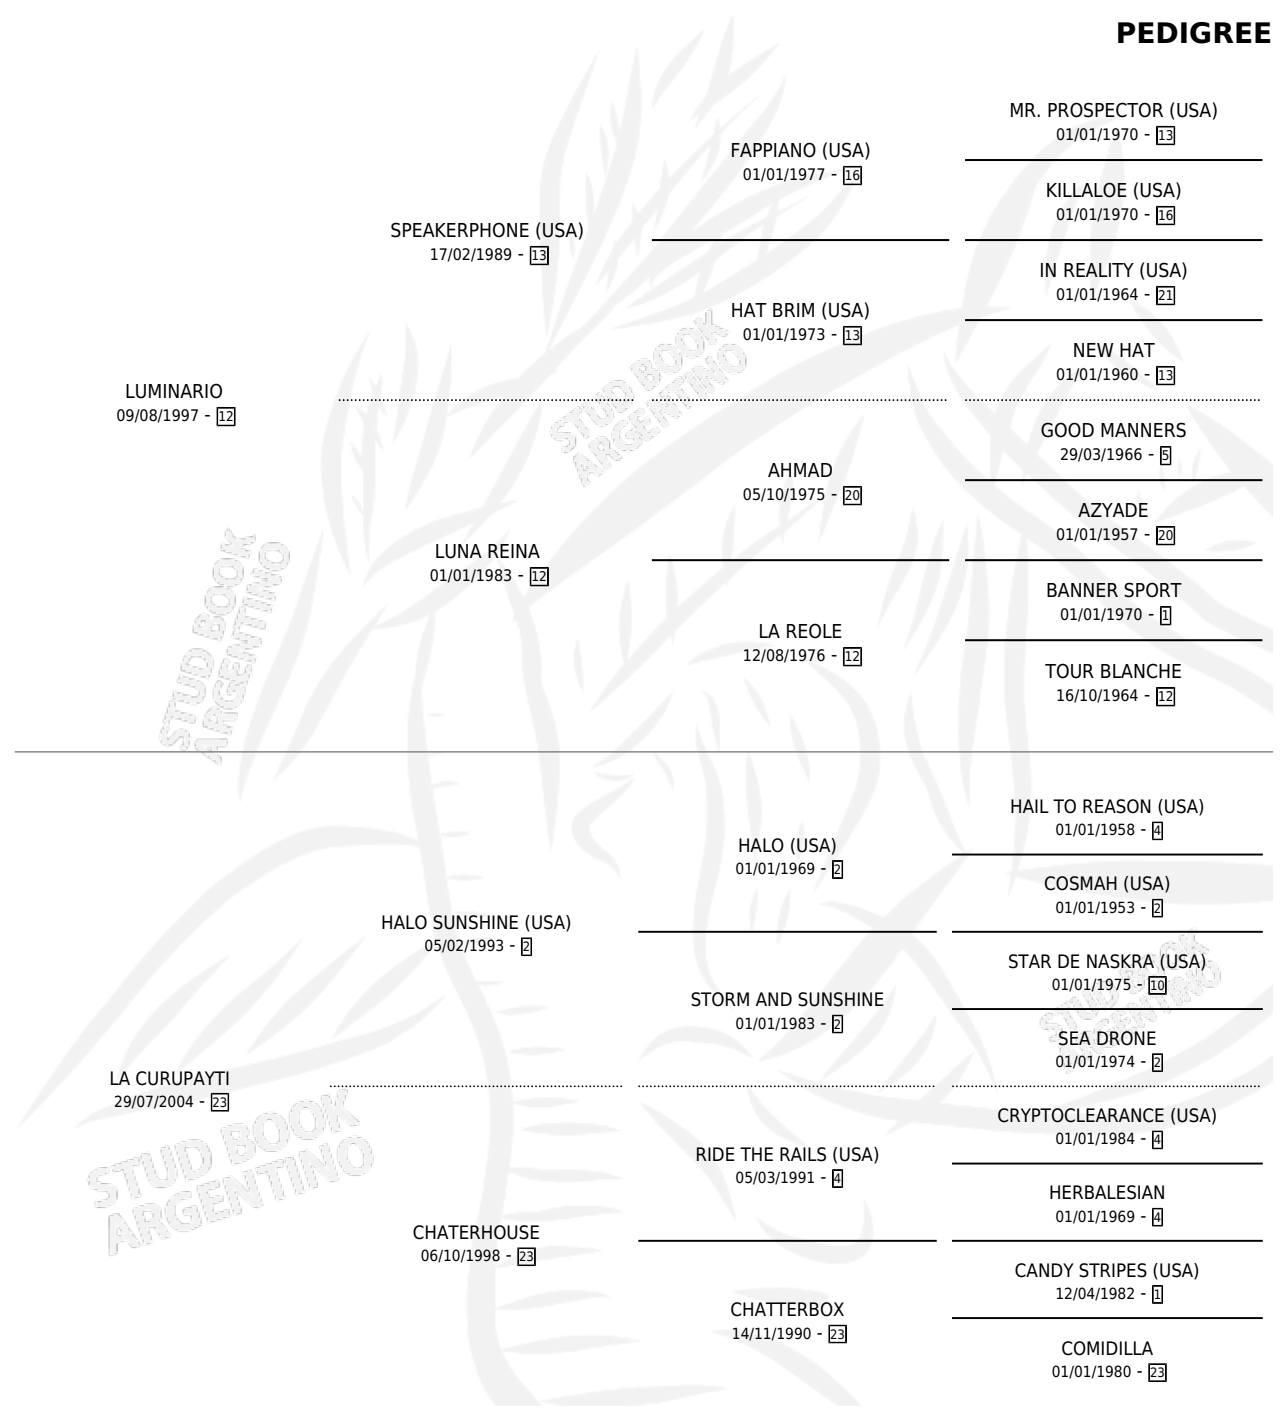 PEDIGREE
MR. PROSPECTOR (USA)
01/01/1970 - 13
FAPPIANO (USA)
01/01/1977 - 16
KILLALOE (USA)
01/01/1970 - 16
SPEAKERPHONE (USA)
17/02/1989 - 13
IN REALITY (USA)
01/01/1964 - 21
HAT BRIM (USA)
01/01/1973 - 13
NEW HAT
01/01/1960 - 13
LUMINARIO
09/08/1997 - 12
GOOD MANNERS
29/03/1966 - 5
AHMAD
05/10/1975 - 20
AZYADE
01/01/1957 - 20
LUNA REINA
01/01/1983 - 12
BANNER SPORT
01/01/1970 - 1
LA REOLE
12/08/1976 - 12
TOUR BLANCHE
16/10/1964 - 12
HAIL TO REASON (USA)
01/01/1958 - 4
HALO (USA)
01/01/1969 - 2
COSMAH (USA)
01/01/1953 - 2
HALO SUNSHINE (USA)
05/02/1993 - 2
STAR DE NASKRA (USA)
01/01/1975 - 10
STORM AND SUNSHINE
01/01/1983 - 2
SEA DRONE
01/01/1974 - 2
LA CURUPAYTI
29/07/2004 - 23
CRYPTOCLEARANCE (USA)
01/01/1984 - 4
RIDE THE RAILS (USA)
05/03/1991 - 4
HERBALESIAN
01/01/1969 - 4
CHATERHOUSE
06/10/1998 - 23
CANDY STRIPES (USA)
12/04/1982 - 1
CHATTERBOX
14/11/1990 - 23
COMIDILLA
01/01/1980 - 23
STUD BOOK
ARGENTINO
STUD BOOK
ARGENTINO
STUD BOOK
ARGENTINO
STUD BOOK
ARGENTINO